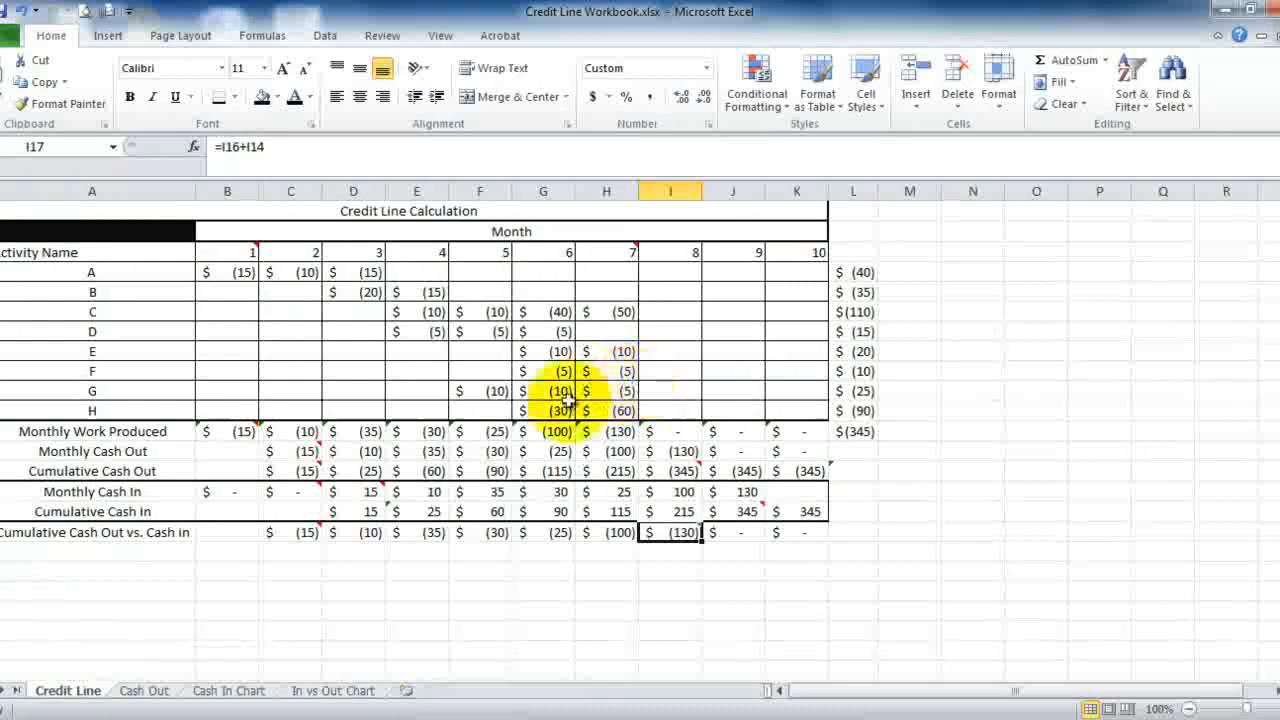 Credit Line Workbook.xlsx - Microsoft Excel
Home Insert Page Layout Formulas Data Review View Acrobat
Cut Calibri 11 Wrap Text Custom Σ AutoSum
Copy Fill
Format Painter B I U Merge & Center $ % , Conditional Formatting Format as Table Cell Styles Insert Delete Format Clear Sort & Filter Find & Select
Clipboard Font Alignment Number Styles Cells Editing
I17 fx =I16+I14
A B C D E F G H I J K L M N O P Q R
Credit Line Calculation
Month
ctivity Name 1 2 3 4 5 6 7 8 9 10
A $ (15) $ (10) $ (15) $ (40)
B $ (20) $ (15) $ (35)
C $ (10) $ (10) $ (40) $ (50) $(110)
D $ (5) $ (5) $ (5) $ (15)
E $ (10) $ (10) $ (20)
F $ (5) $ (5) $ (10)
G $ (10) $ (10) $ (5) $ (25)
H $ (30) $ (60) $ (90)
Monthly Work Produced $ (15) $ (10) $ (35) $ (30) $ (25) $ (100) $ (130) $ - $ - $ - $(345)
Monthly Cash Out $ (15) $ (10) $ (35) $ (30) $ (25) $ (100) $ (130) $ - $ -
Cumulative Cash Out $ (15) $ (25) $ (60) $ (90) $ (115) $ (215) $ (345) $ (345) $ (345)
Monthly Cash In $ - $ - $ 15 $ 10 $ 35 $ 30 $ 25 $ 100 $ 130
Cumulative Cash In $ 15 $ 25 $ 60 $ 90 $ 115 $ 215 $ 345 $ 345
Cumulative Cash Out vs. Cash in $ (15) $ (10) $ (35) $ (30) $ (25) $ (100) $ (130) $ - $ -
Credit Line Cash Out Cash In Chart In vs Out Chart
100%